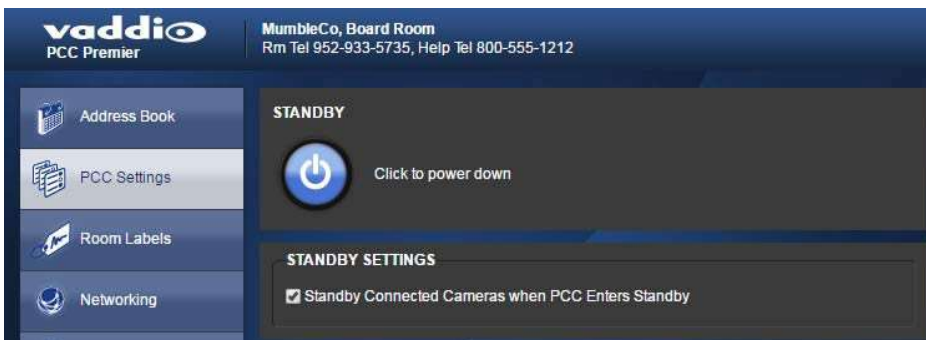 vaddio
PCC Premier
MumbleCo, Board Room
Rm Tel 952-933-5735, Help Tel 800-555-1212
Address Book
PCC Settings
Room Labels
Networking
STANDBY
Click to power down
STANDBY SETTINGS
Standby Connected Cameras when PCC Enters Standby